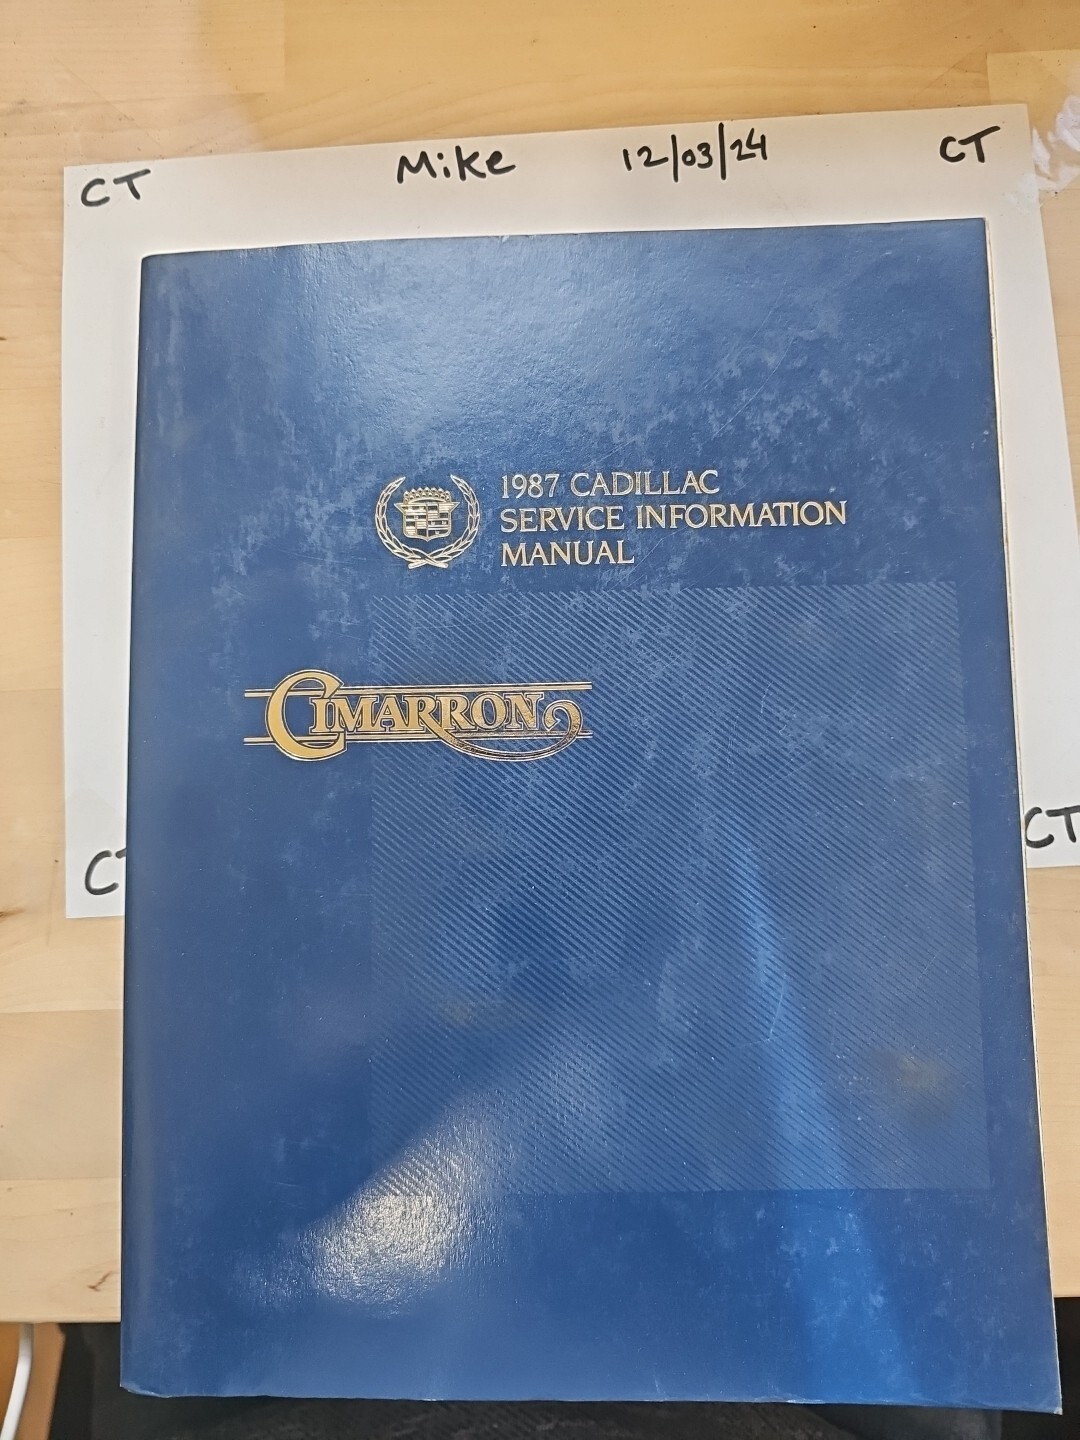 CT Mike 12/03/24 CT
1987 CADILLAC
SERVICE INFORMATION
MANUAL
CIMARRON
CT
CT